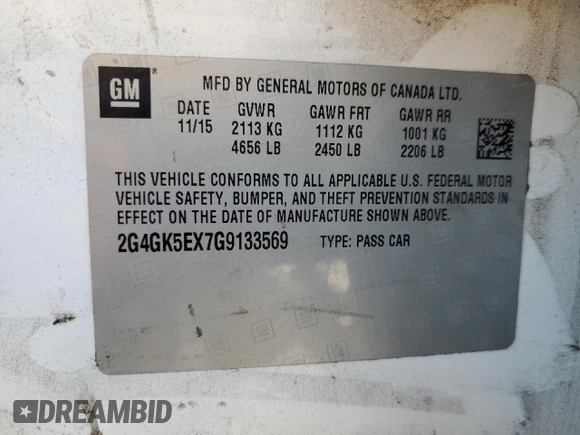 GM
MFD BY GENERAL MOTORS OF CANADA LTD.
DATE GVWR GAWR FRT GAWR RR
11/15 2113 KG 1112 KG 1001 KG
4656 LB 2450 LB 2206 LB
THIS VEHICLE CONFORMS TO ALL APPLICABLE U.S. FEDERAL MOTOR
VEHICLE SAFETY, BUMPER, AND THEFT PREVENTION STANDARDS IN
EFFECT ON THE DATE OF MANUFACTURE SHOWN ABOVE.
2G4GK5EX7G9133569 TYPE: PASS CAR
DREAMBID